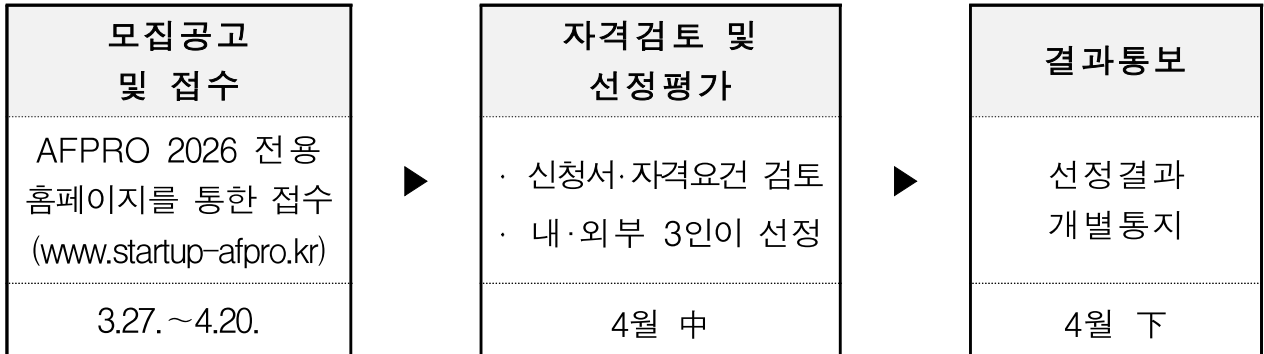 모집공고
및 접수
AFPRO 2026 전용
홈페이지를 통한 접수
(www.startup-afpro.kr)
3.27.~4.20.
▶
자격검토 및
선정평가
· 신청서·자격요건 검토
· 내·외부 3인이 선정
4월 中
▶
결과통보
선정결과
개별통지
4월 下